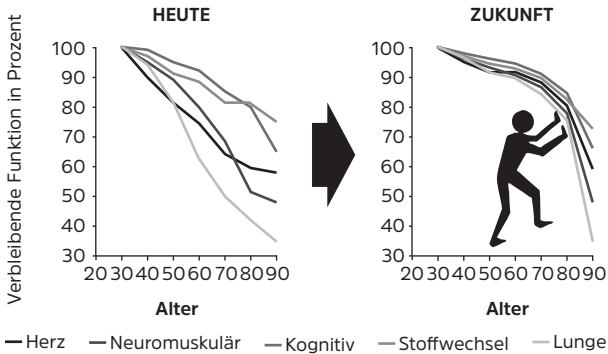 HEUTE
ZUKUNFT
Verbleibende Funktion in Prozent
100
90
80
70
60
50
40
30
20 30 40 50 60 70 80 90
Alter
100
90
80
70
60
50
40
30
20 30 40 50 60 70 80 90
Alter
Herz Neuromuskulär Kognitiv Stoffwechsel Lunge